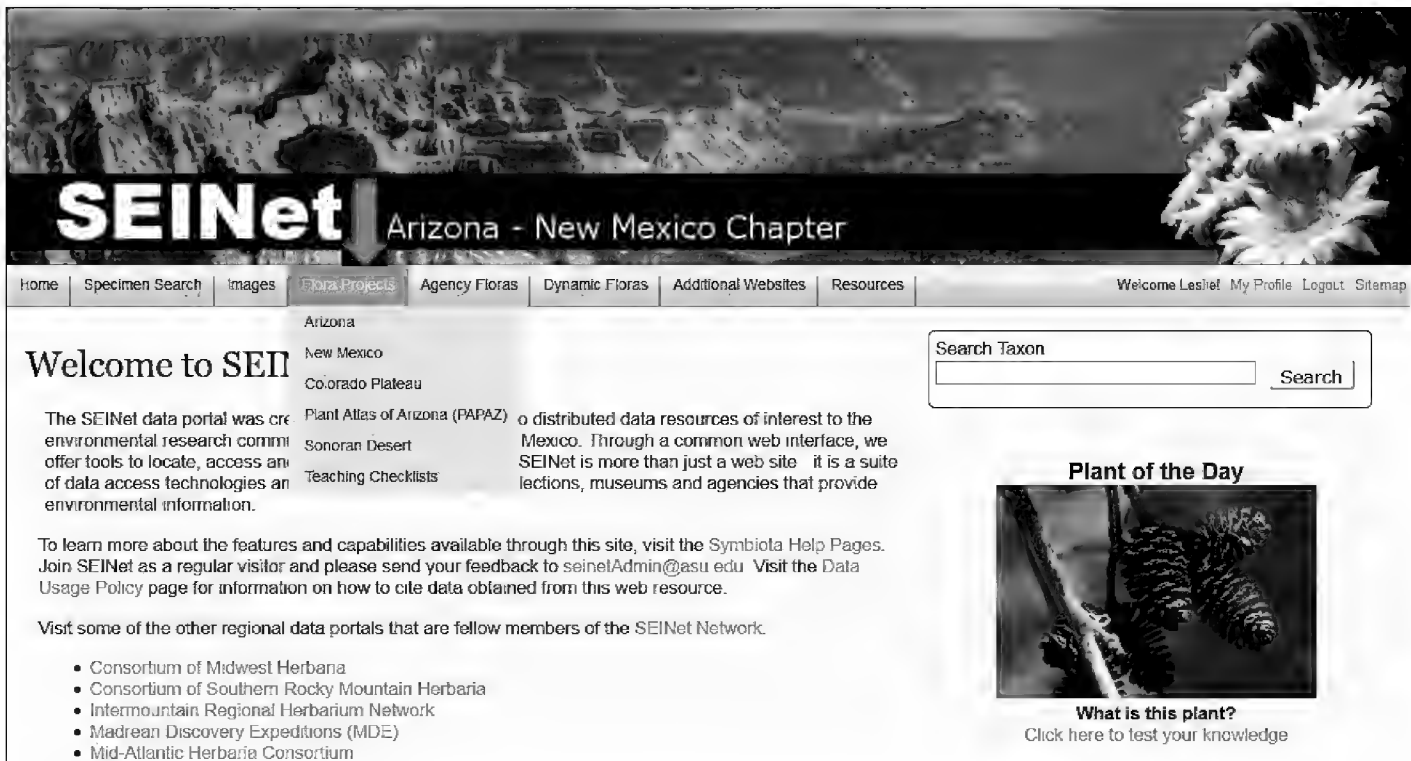 SEINet Arizona - New Mexico Chapter
Home Specimen Search Images Flora Projects Agency Floras Dynamic Floras Additional Websites Resources Welcome Leslie! My Profile Logout Sitemap
Arizona
New Mexico
Colorado Plateau
Plant Atlas of Arizona (PAPAZ)
Sonoran Desert
Teaching Checklists
Welcome to SEIN
The SEINet data portal was cre o distributed data resources of interest to the
environmental research comm Mexico. Through a common web interface, we
offer tools to locate, access an SEINet is more than just a web site it is a suite
of data access technologies an lections, museums and agencies that provide
environmental information.
To learn more about the features and capabilities available through this site, visit the Symbiota Help Pages.
Join SEINet as a regular visitor and please send your feedback to seinetAdmin@asu edu Visit the Data
Usage Policy page for information on how to cite data obtained from this web resource.
Visit some of the other regional data portals that are fellow members of the SEINet Network.
• Consortium of Midwest Herbaria
• Consortium of Southern Rocky Mountain Herbaria
• Intermountain Regional Herbarium Network
• Madrean Discovery Expeditions (MDE)
• Mid-Atlantic Herbaria Consortium
Search Taxon
Search
Plant of the Day
What is this plant?
Click here to test your knowledge